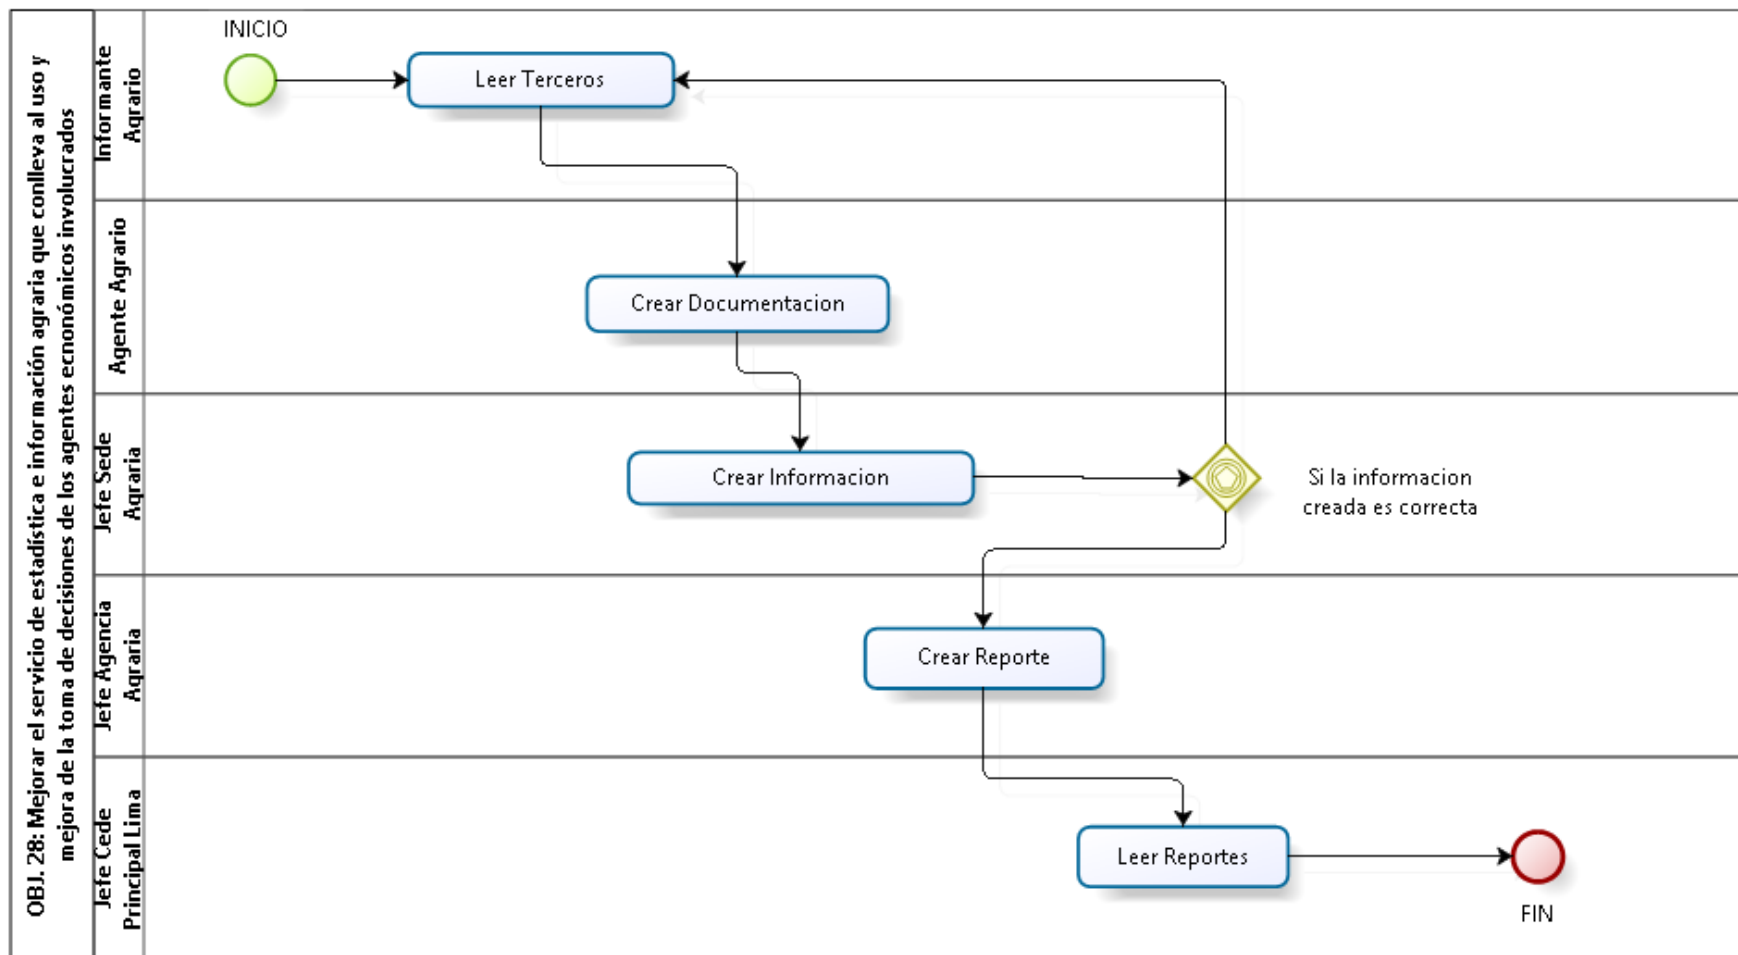 OBJ. 28: Mejorar el servicio de estadística e información agraria que conlleva al uso y
mejora de la toma de decisiones de los agentes ecnonómicos involucrados
Informante
Agrario
INICIO
Leer Terceros
Agente Agrario
Crear Documentacion
Jefe Sede
Agraria
Crear Informacion
Si la informacion
creada es correcta
Jefe Agencia
Agraria
Crear Reporte
Jefe Cede
Principal Lima
Leer Reportes
FIN